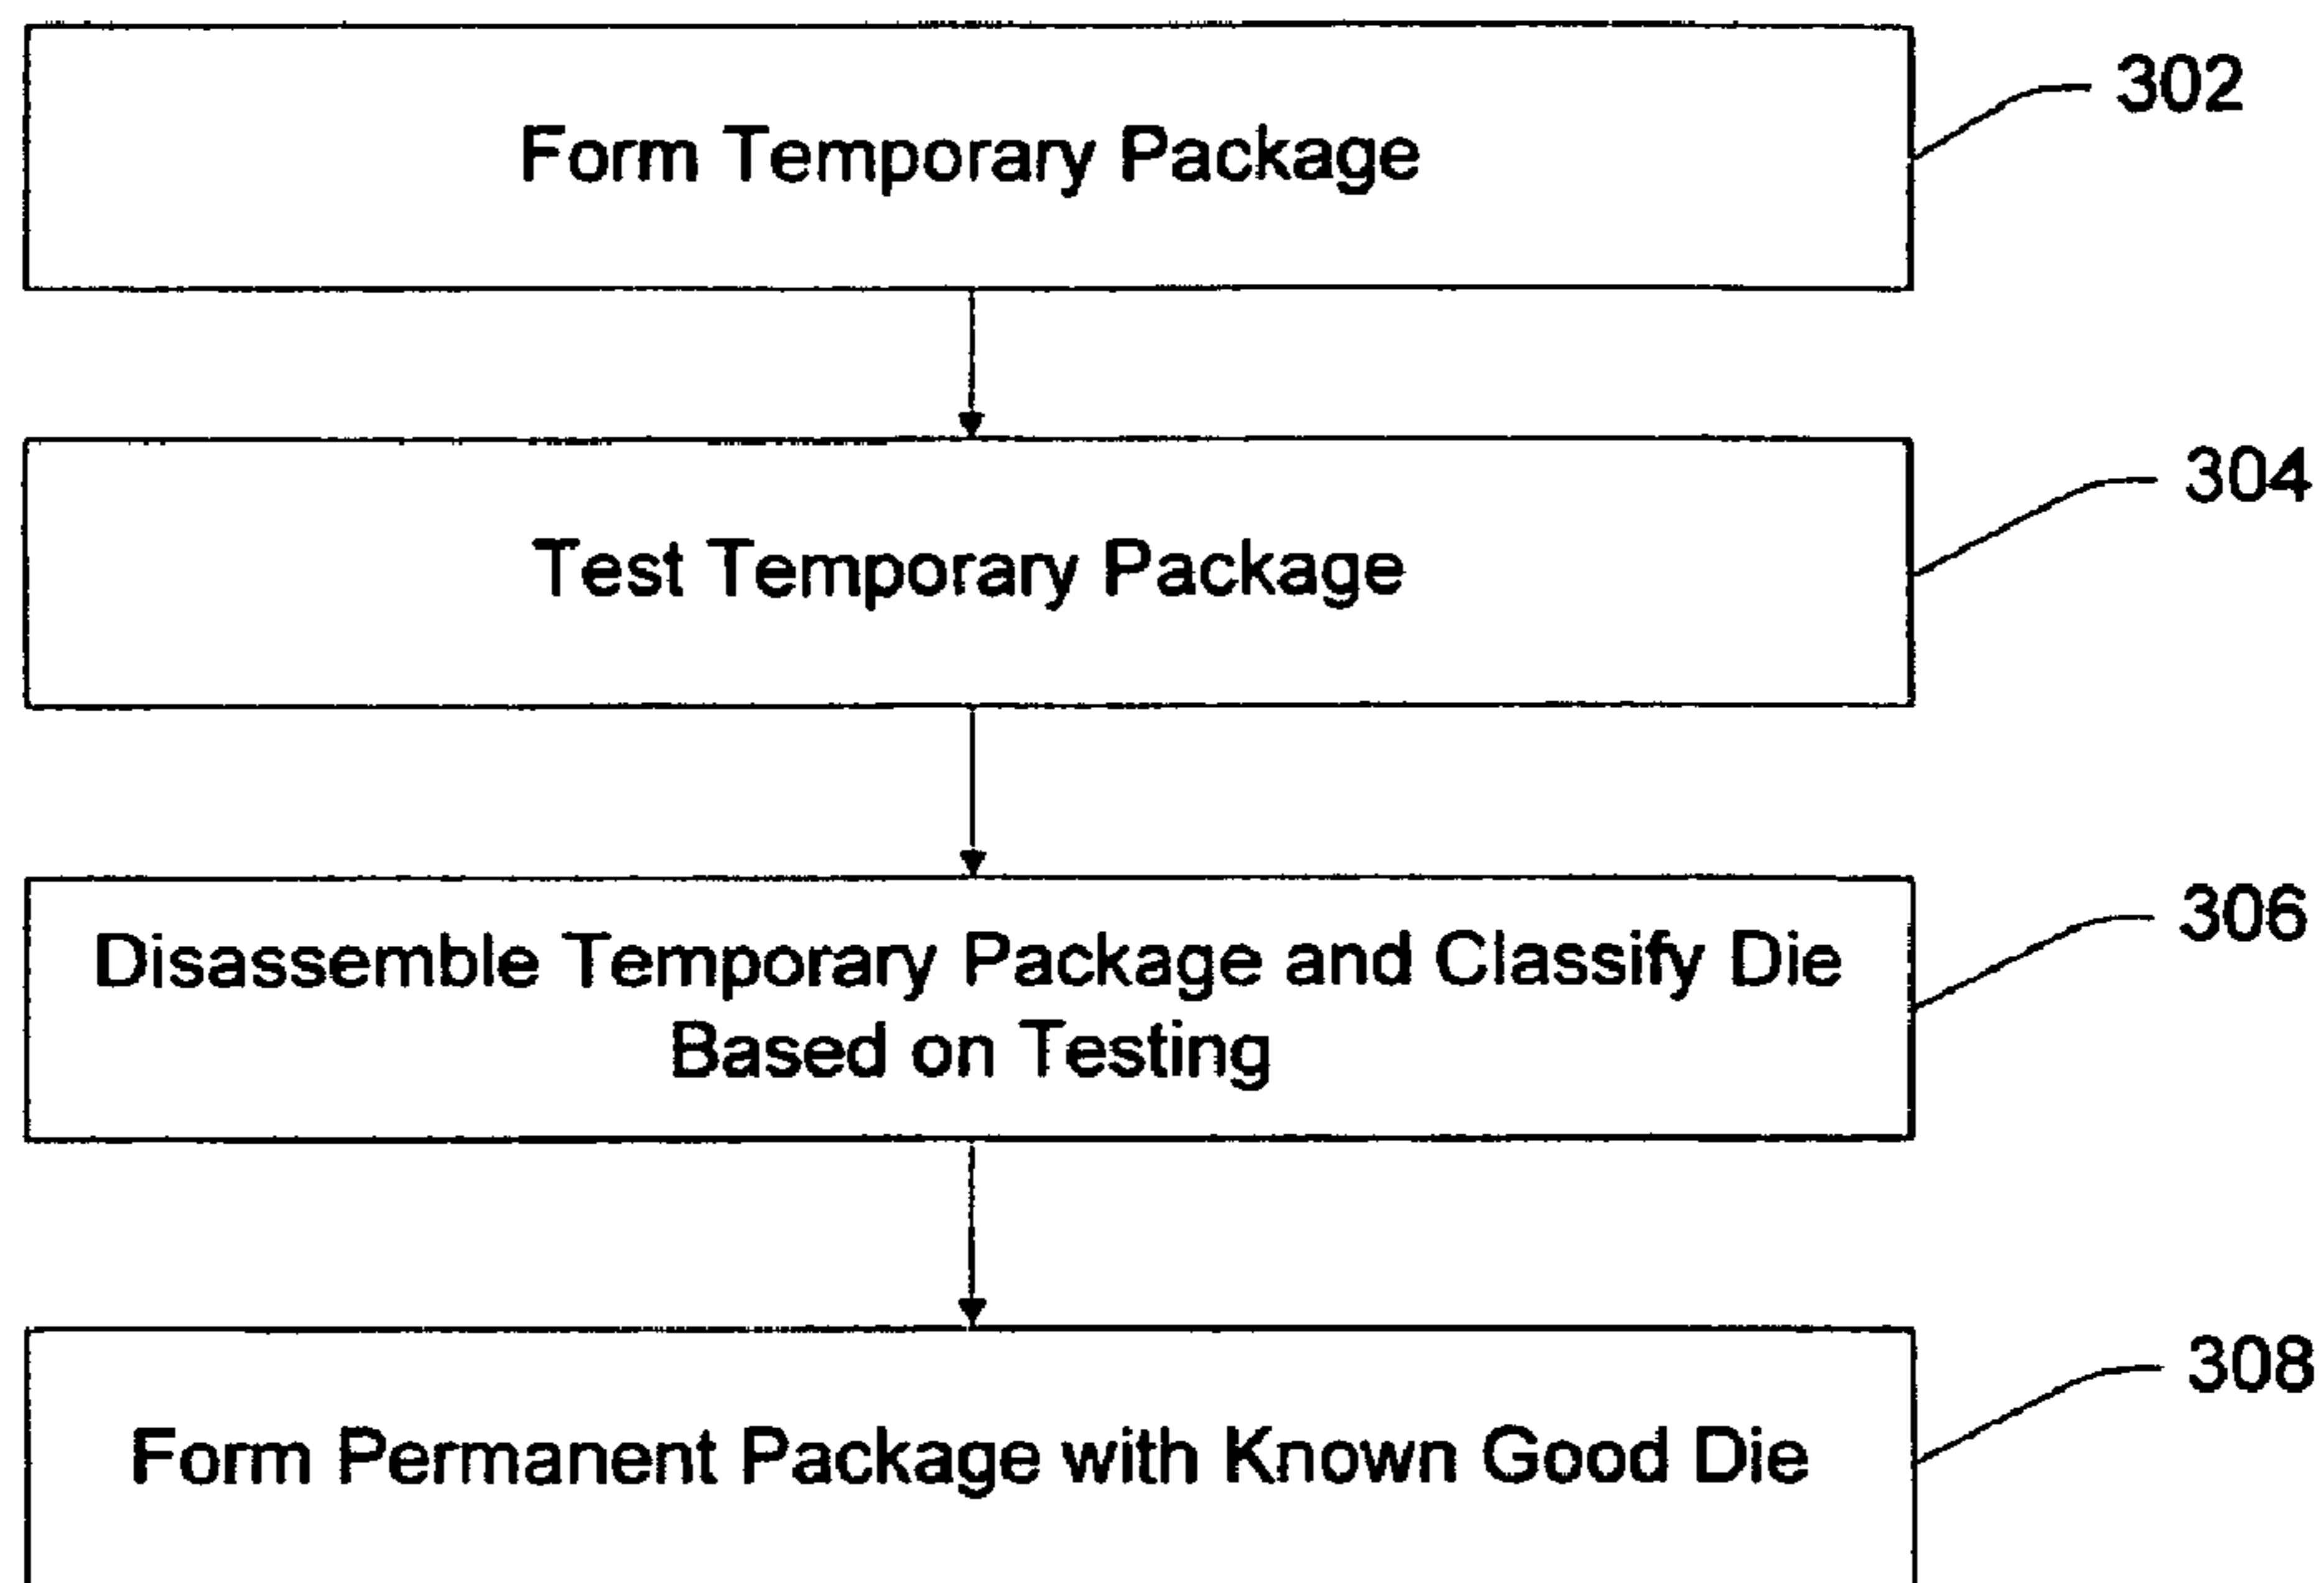 302
Form Temporary Package
304
Test Temporary Package
306
Disassemble Temporary Package and Classify Die
Based on Testing
308
Form Permanent Package with Known Good Die